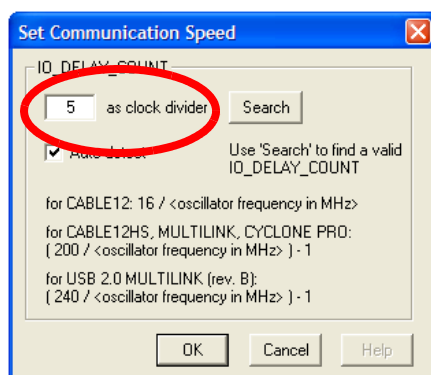 Set Communication Speed
IO_DELAY_COUNT
5 as clock divider Search
Auto detect
Use 'Search' to find a valid
IO_DELAY_COUNT
for CABLE12: 16 / <oscillator frequency in MHz>
for CABLE12HS, MULTILINK, CYCLONE PRO:
( 200 / <oscillator frequency in MHz> ) - 1
for USB 2.0 MULTILINK (rev. B):
( 240 / <oscillator frequency in MHz> ) - 1
OK Cancel Help